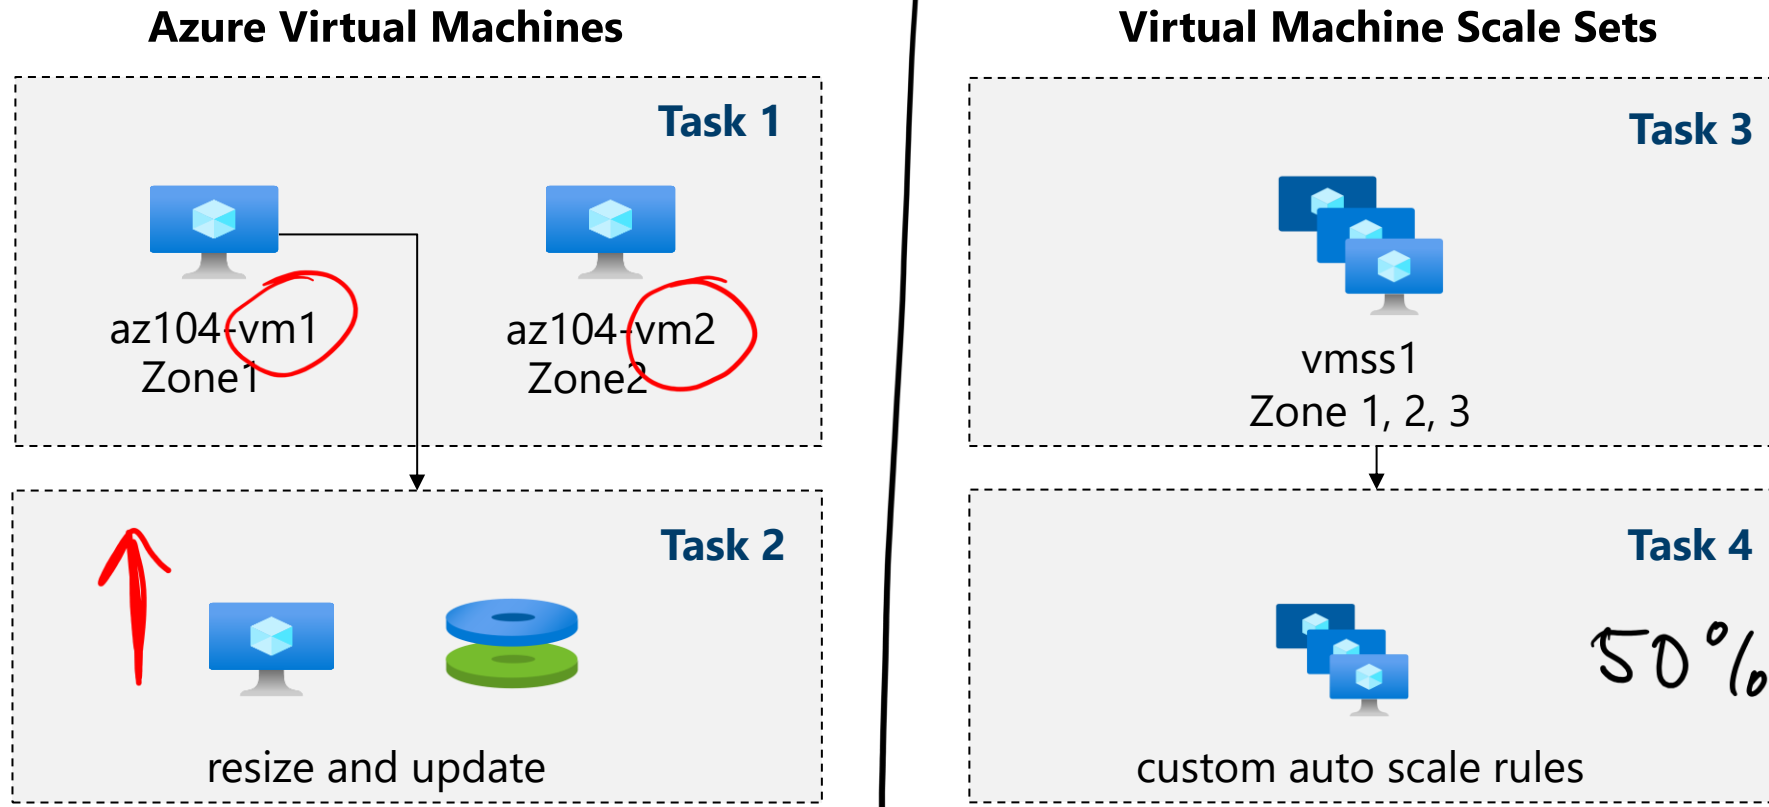 Azure Virtual Machines
Task 1
az104-vm1
Zone1
az104-vm2
Zone2
Task 2
resize and update
Virtual Machine Scale Sets
Task 3
vmss1
Zone 1, 2, 3
Task 4
50%
custom auto scale rules